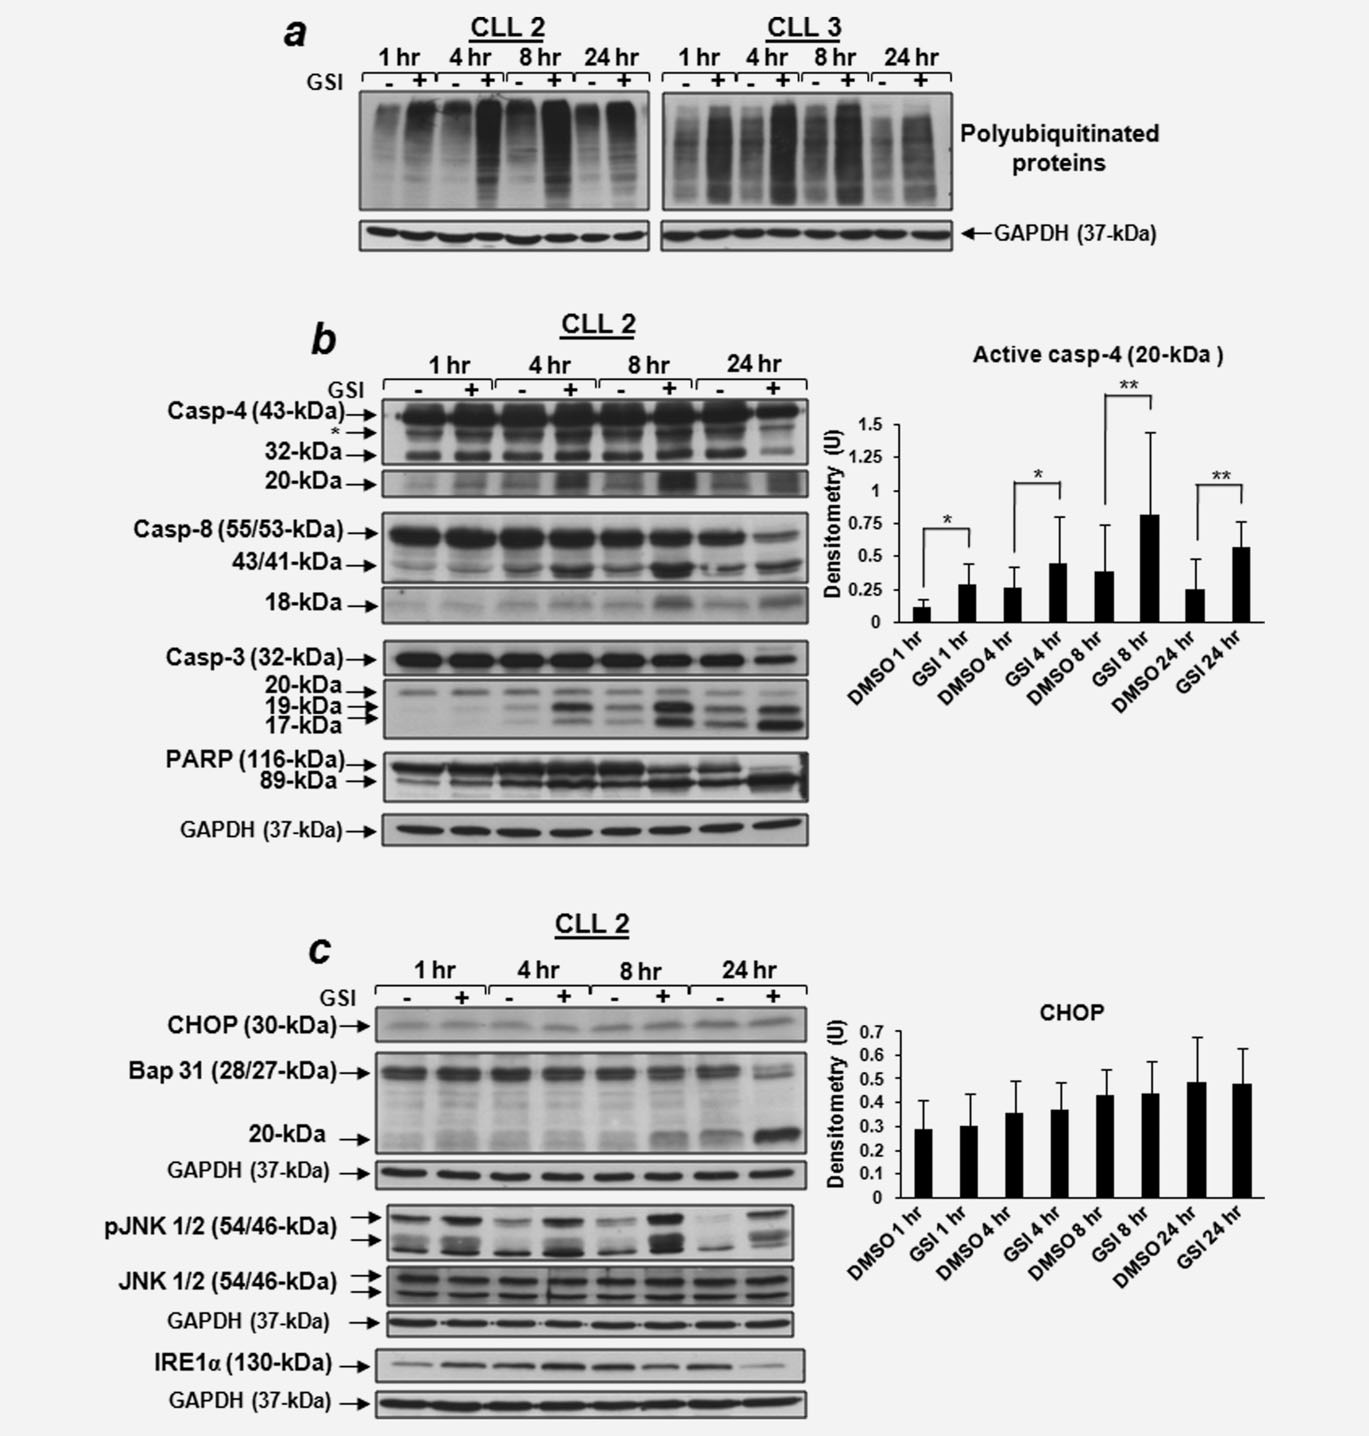 a
CLL 2 CLL 3
1 hr 4 hr 8 hr 24 hr 1 hr 4 hr 8 hr 24 hr
GSI - + - + - + - + - + - + - + - +
Polyubiquitinated
proteins
GAPDH (37-kDa)
b
CLL 2
1 hr 4 hr 8 hr 24 hr
GSI - + - + - + - +
Casp-4 (43-kDa)
*
32-kDa
20-kDa
Casp-8 (55/53-kDa)
43/41-kDa
18-kDa
Casp-3 (32-kDa)
20-kDa
19-kDa
17-kDa
PARP (116-kDa)
89-kDa
GAPDH (37-kDa)
Active casp-4 (20-kDa )
Densitometry (U)
1.5
1.25
1
0.75
0.5
0.25
0
* * ** **
DMSO 1 hr
GSI 1 hr
DMSO 4 hr
GSI 4 hr
DMSO 8 hr
GSI 8 hr
DMSO 24 hr
GSI 24 hr
c
CLL 2
1 hr 4 hr 8 hr 24 hr
GSI - + - + - + - +
CHOP (30-kDa)
Bap 31 (28/27-kDa)
20-kDa
GAPDH (37-kDa)
pJNK 1/2 (54/46-kDa)
JNK 1/2 (54/46-kDa)
GAPDH (37-kDa)
IRE1α (130-kDa)
GAPDH (37-kDa)
CHOP
Densitometry (U)
0.7
0.6
0.5
0.4
0.3
0.2
0.1
0
DMSO 1 hr
GSI 1 hr
DMSO 4 hr
GSI 4 hr
DMSO 8 hr
GSI 8 hr
DMSO 24 hr
GSI 24 hr